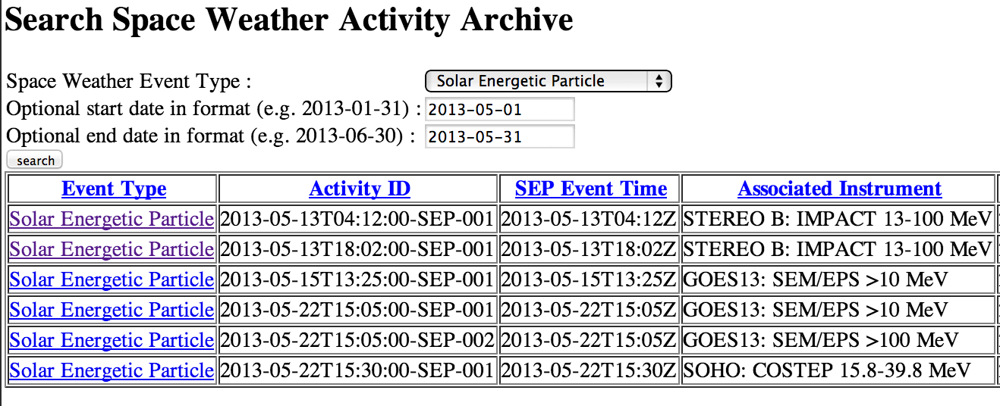 Search Space Weather Activity Archive
Space Weather Event Type : Solar Energetic Particle
Optional start date in format (e.g. 2013-01-31) : 2013-05-01
Optional end date in format (e.g. 2013-06-30) : 2013-05-31
search
Event Type Activity ID SEP Event Time Associated Instrument
Solar Energetic Particle 2013-05-13T04:12:00-SEP-001 2013-05-13T04:12Z STEREO B: IMPACT 13-100 MeV
Solar Energetic Particle 2013-05-13T18:02:00-SEP-001 2013-05-13T18:02Z STEREO B: IMPACT 13-100 MeV
Solar Energetic Particle 2013-05-15T13:25:00-SEP-001 2013-05-15T13:25Z GOES13: SEM/EPS >10 MeV
Solar Energetic Particle 2013-05-22T15:05:00-SEP-001 2013-05-22T15:05Z GOES13: SEM/EPS >10 MeV
Solar Energetic Particle 2013-05-22T15:05:00-SEP-002 2013-05-22T15:05Z GOES13: SEM/EPS >100 MeV
Solar Energetic Particle 2013-05-22T15:30:00-SEP-001 2013-05-22T15:30Z SOHO: COSTEP 15.8-39.8 MeV